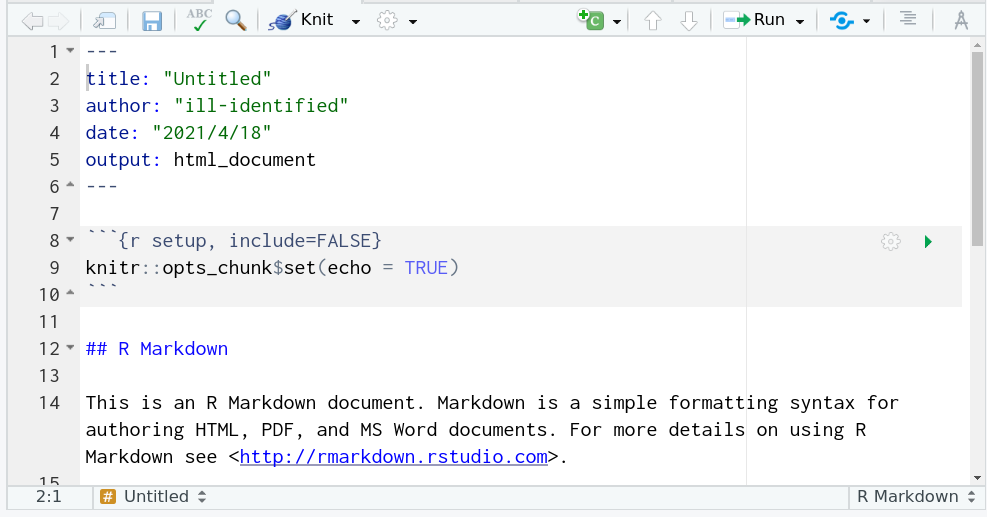 ABC Knit Run
1 ---
2 title: "Untitled"
3 author: "ill-identified"
4 date: "2021/4/18"
5 output: html_document
6 ---
7
8 ```{r setup, include=FALSE}
9 knitr::opts_chunk$set(echo = TRUE)
10 ```
11
12 ## R Markdown
13
14 This is an R Markdown document. Markdown is a simple formatting syntax for
authoring HTML, PDF, and MS Word documents. For more details on using R
Markdown see <http://rmarkdown.rstudio.com>.
15
2:1 # Untitled R Markdown